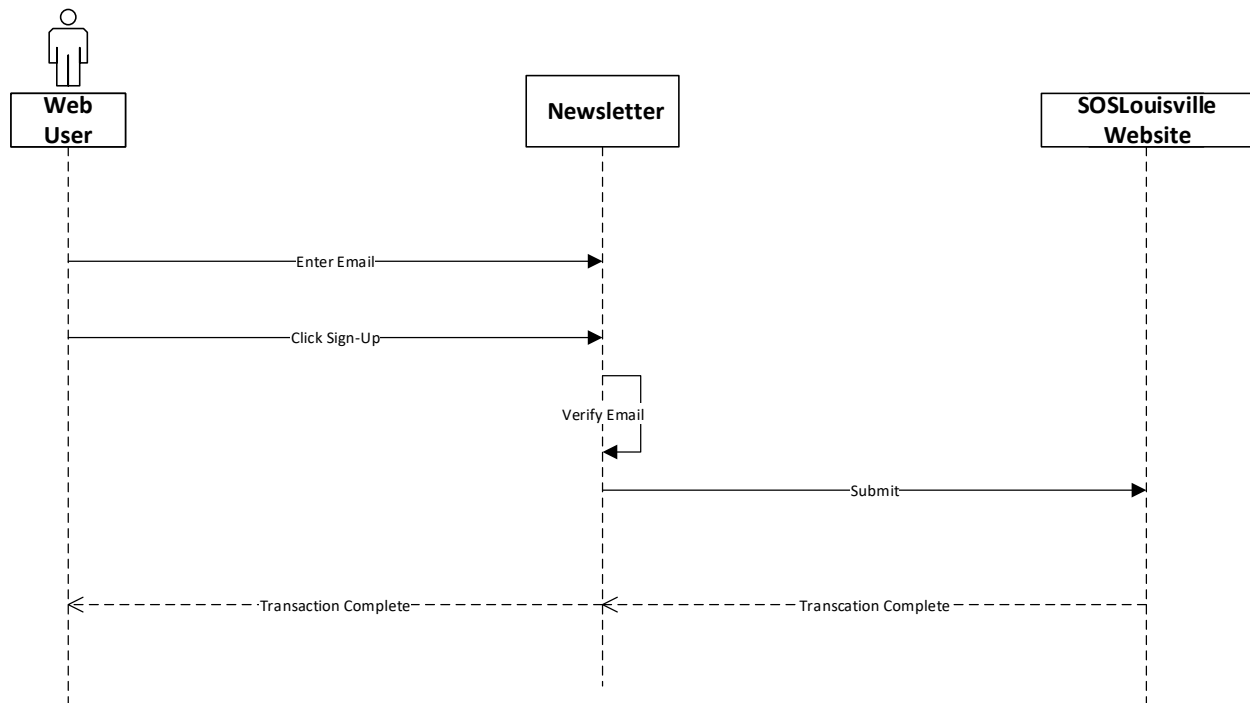 Web
User
Newsletter
SOSLouisville
Website
Enter Email
Click Sign-Up
Verify Email
Submit
Transaction Complete
Transcation Complete